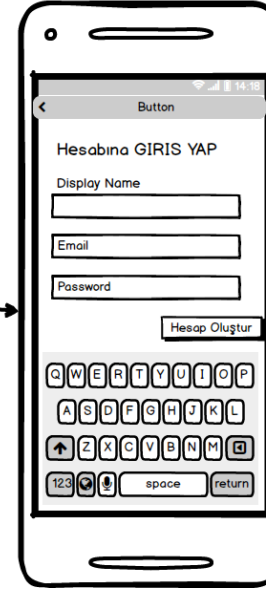 14:18
Button
Hesabına GIRIS YAP
Display Name
Email
Password
Hesap Oluştur
Q W E R T Y U I O P
A S D F G H J K L
Z X C V B N M
123 space return